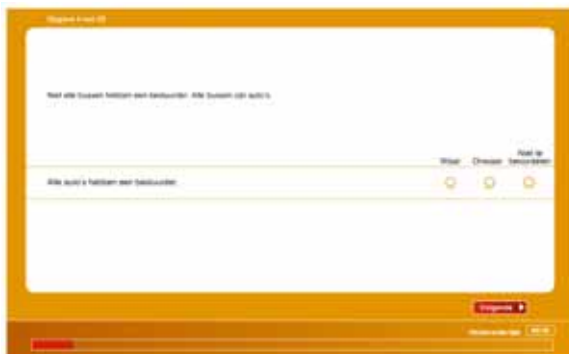 Niet alle bussen hebben een bestuurder. Alle bussen zijn auto's.
Waar Onwaar Niet te beoordelen
Alle auto's hebben een bestuurder.
Volgende